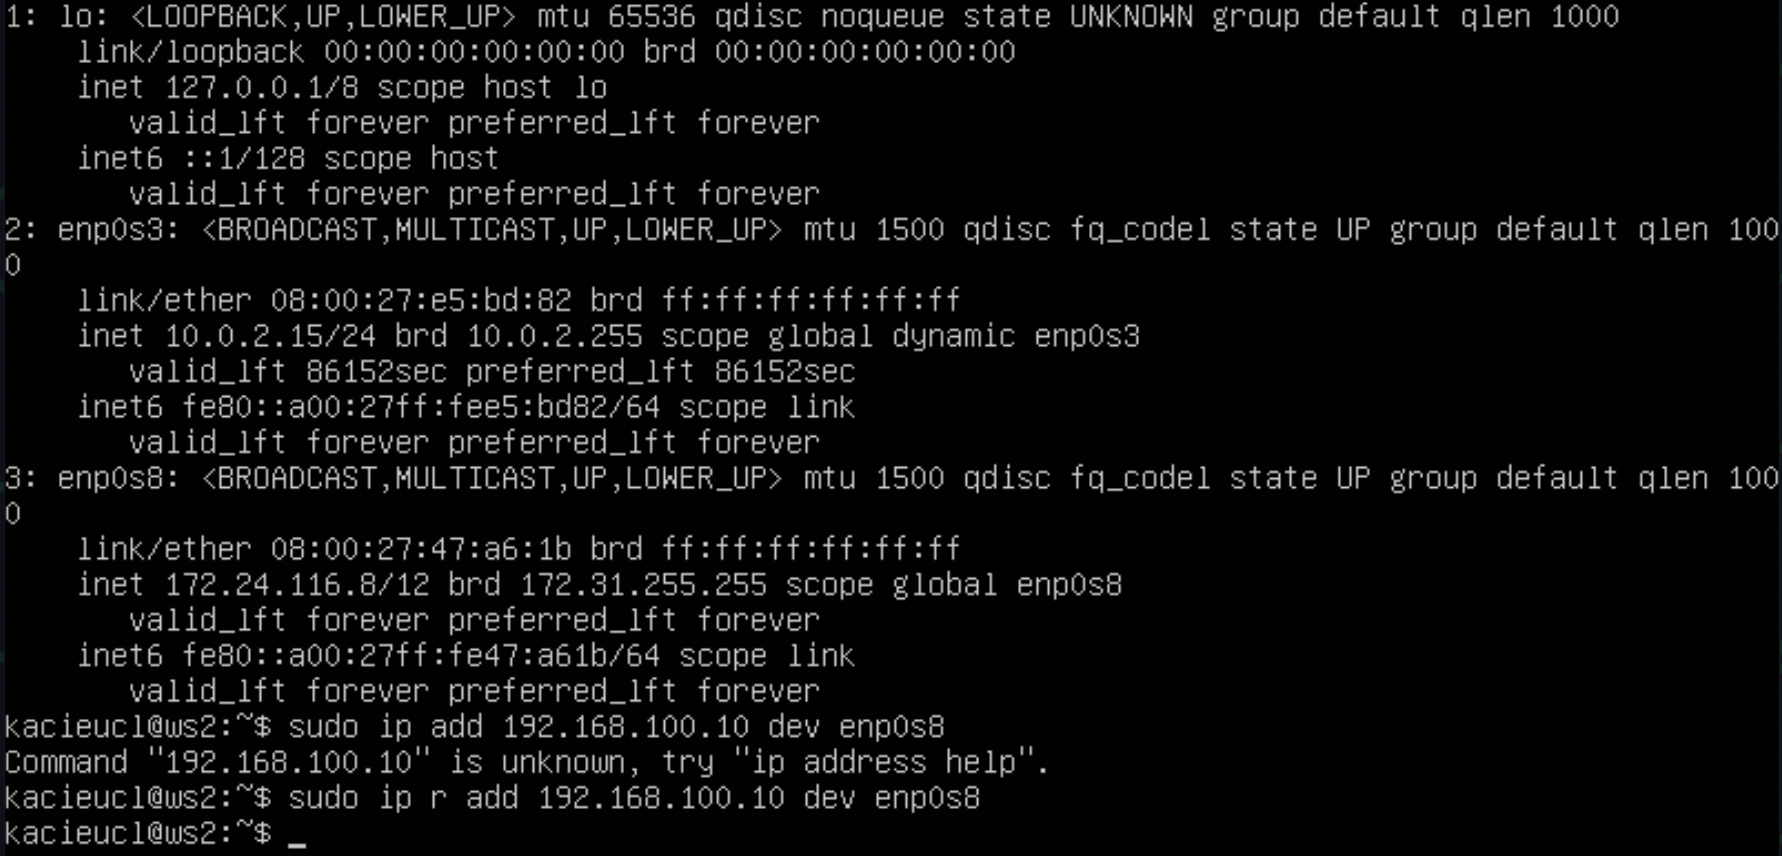 1: lo: <LOOPBACK,UP,LOWER_UP> mtu 65536 qdisc noqueue state UNKNOWN group default qlen 1000
    link/loopback 00:00:00:00:00:00 brd 00:00:00:00:00:00
    inet 127.0.0.1/8 scope host lo
       valid_lft forever preferred_lft forever
    inet6 ::1/128 scope host
       valid_lft forever preferred_lft forever
2: enp0s3: <BROADCAST,MULTICAST,UP,LOWER_UP> mtu 1500 qdisc fq_codel state UP group default qlen 100
0
    link/ether 08:00:27:e5:bd:82 brd ff:ff:ff:ff:ff:ff
    inet 10.0.2.15/24 brd 10.0.2.255 scope global dynamic enp0s3
       valid_lft 86152sec preferred_lft 86152sec
    inet6 fe80::a00:27ff:fee5:bd82/64 scope link
       valid_lft forever preferred_lft forever
3: enp0s8: <BROADCAST,MULTICAST,UP,LOWER_UP> mtu 1500 qdisc fq_codel state UP group default qlen 100
0
    link/ether 08:00:27:47:a6:1b brd ff:ff:ff:ff:ff:ff
    inet 172.24.116.8/12 brd 172.31.255.255 scope global enp0s8
       valid_lft forever preferred_lft forever
    inet6 fe80::a00:27ff:fe47:a61b/64 scope link
       valid_lft forever preferred_lft forever
kacieucl@ws2:~$ sudo ip add 192.168.100.10 dev enp0s8
Command "192.168.100.10" is unknown, try "ip address help".
kacieucl@ws2:~$ sudo ip r add 192.168.100.10 dev enp0s8
kacieucl@ws2:~$ _